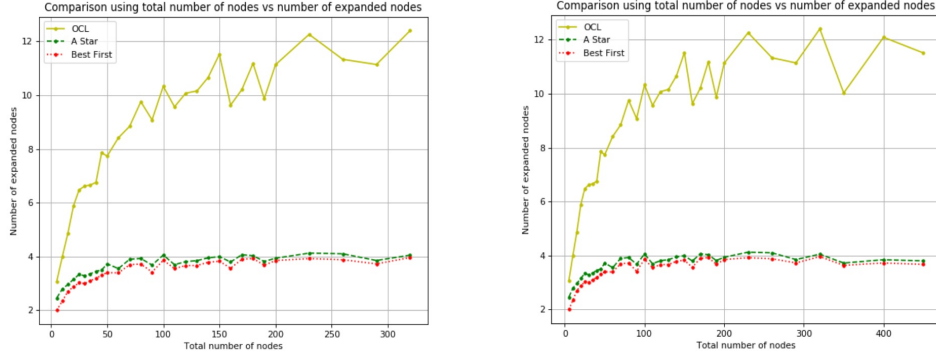 Comparison using total number of nodes vs number of expanded nodes
OCL
A Star
Best First
12
10
8
6
4
2
Number of expanded nodes
0
50
100
150
200
250
300
Total number of nodes
Comparison using total number of nodes vs number of expanded nodes
OCL
A Star
Best First
12
10
8
6
4
2
Number of expanded nodes
0
100
200
300
400
Total number of nodes